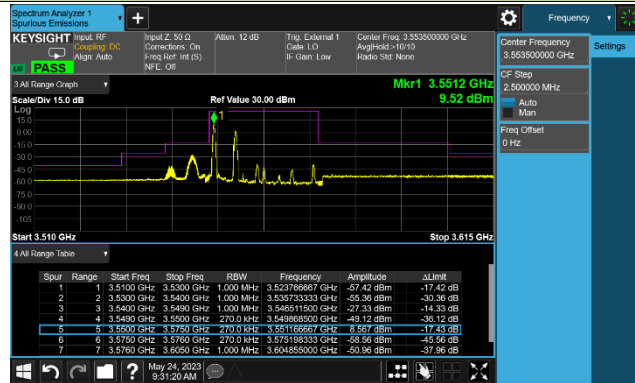 Spectrum Analyzer 1
Spurious Emissions
Frequency
KEYSIGHT Input: RF Input Z: 50 Ω Atten: 12 dB Trig: External 1 Center Freq: 3.553500000 GHz
Coupling: DC Corrections: On Gate: LO Avg|Hold:>10/10
Align: Auto Freq Ref: Int (S) IF Gain: Low Radio Std: None
NFE: Off
PASS
3 All Range Graph
Mkr1 3.5512 GHz
Scale/Div 15.0 dB Ref Value 30.00 dBm 9.52 dBm
Log
15.0
0.00
-15.0
-30.0
-45.0
-60.0
-75.0
-90.0
-105
1
Start 3.510 GHz Stop 3.615 GHz
4 All Range Table
Spur Range Start Freq Stop Freq RBW Frequency Amplitude ΔLimit
1 1 3.5100 GHz 3.5300 GHz 1.000 MHz 3.523766667 GHz -57.42 dBm -17.42 dB
2 2 3.5300 GHz 3.5400 GHz 1.000 MHz 3.535733333 GHz -55.36 dBm -30.36 dB
3 3 3.5400 GHz 3.5490 GHz 1.000 MHz 3.546511500 GHz -27.33 dBm -14.33 dB
4 4 3.5490 GHz 3.5500 GHz 270.0 kHz 3.549868500 GHz -49.12 dBm -36.12 dB
5 5 3.5500 GHz 3.5750 GHz 270.0 kHz 3.551166667 GHz 8.567 dBm -17.43 dB
6 6 3.5750 GHz 3.5760 GHz 270.0 kHz 3.575198333 GHz -58.56 dBm -45.56 dB
7 7 3.5760 GHz 3.6050 GHz 1.000 MHz 3.604855000 GHz -50.96 dBm -37.96 dB
Center Frequency
3.553500000 GHz
Settings
CF Step
2.500000 MHz
Auto
Man
Freq Offset
0 Hz
May 24, 2023
9:31:20 AM